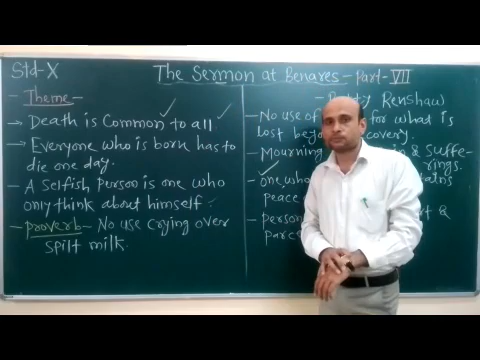 Std-X
The Sermon at Benares - Part-VII
- Theme -
→ Death is Common to all.
→ Everyone who is born has to
die one day.
- A Selfish Person is one who
only think about himself.
- Proverb - No use crying over
spilt milk.
- Betty Renshaw
- No use of for what is
lost beyond recovery.
- Mourning & Suffe-
rings.
- one who
peace
- person &